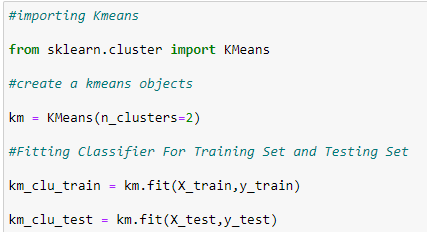 #importing Kmeans
from sklearn.cluster import KMeans
#create a kmeans objects
km = KMeans(n_clusters=2)
#Fitting Classifier For Training Set and Testing Set
km_clu_train = km.fit(X_train,y_train)
km_clu_test = km.fit(X_test,y_test)